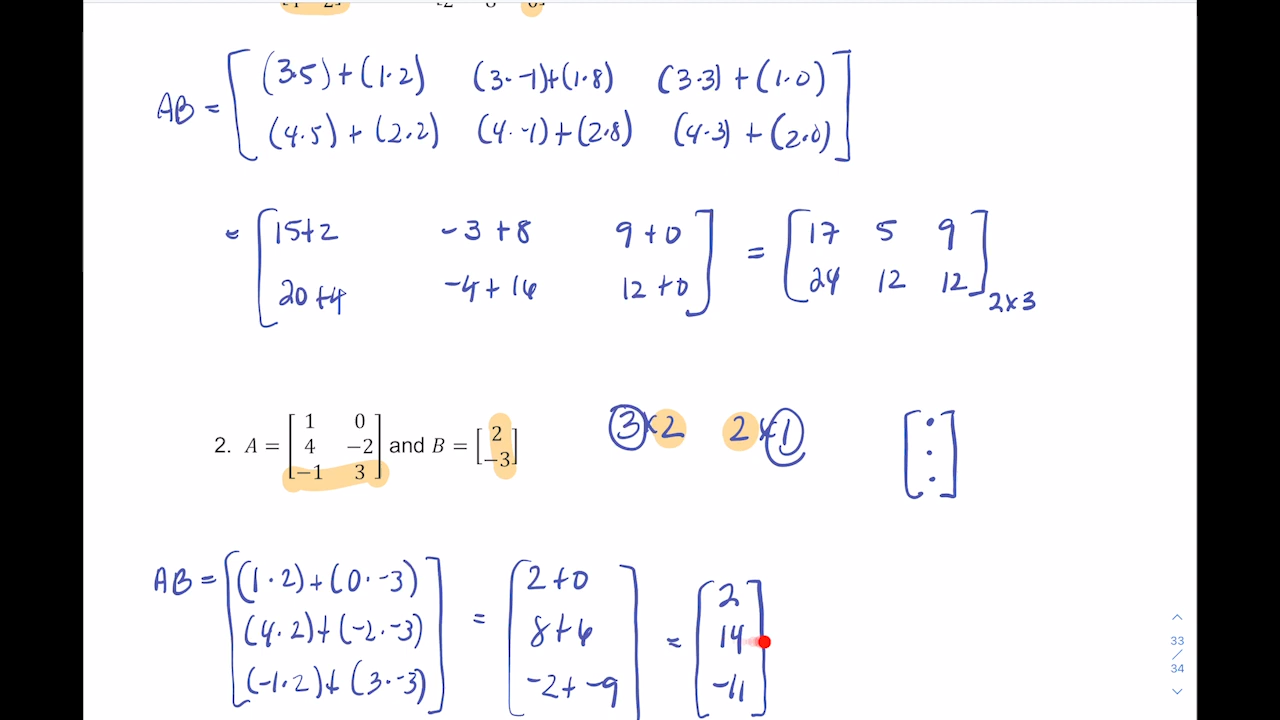 AB = [ (3·5)+(1·2) (3·-1)+(1·8) (3·3)+(1·0) ]
(4·5)+(2·2) (4·-1)+(2·8) (4·3)+(2·0)
= [ 15+2 -3+8 9+0 ] = [ 17 5 9 ]
20+4 -4+16 12+0 24 12 12 2x3
2. A = [ 1 0 4 −2 −1 3 ] and B = [ 2 −3 ] 3x2 2x1 [ · · · ]
AB = [ (1·2)+(0·-3) ] = [ 2+0 ] = [ 2 ]
(4·2)+(-2·-3) 8+6 14
(-1·2)+(3·-3) -2+-9 -11
33
/
34